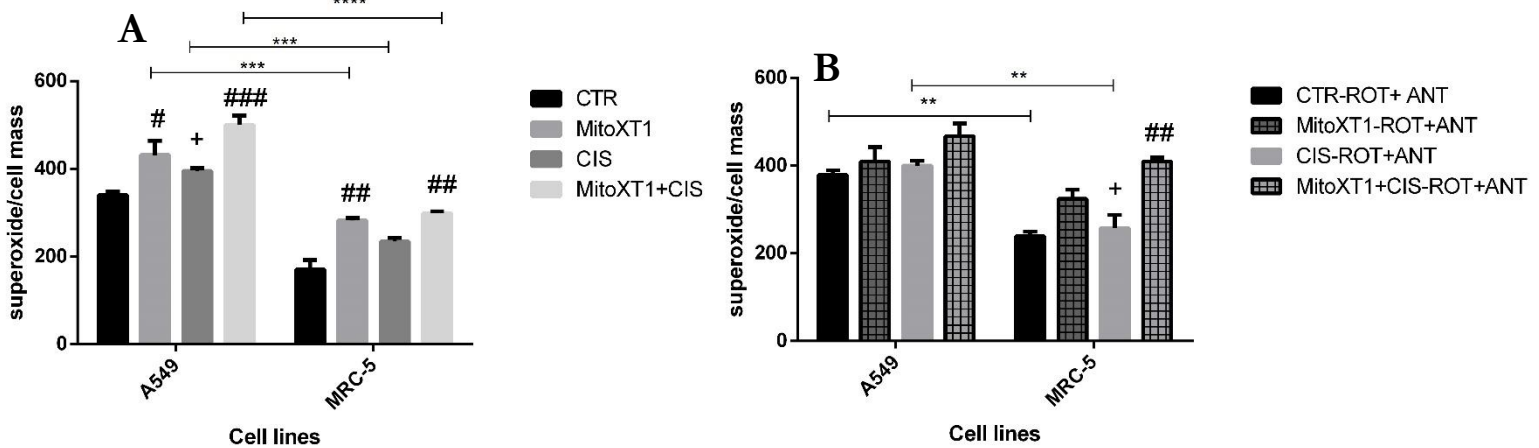 A
****
***
***
600
400
200
0
superoxide/cell mass
#
+
###
##
##
A549
MRC-5
Cell lines
CTR
MitoXT1
CIS
MitoXT1+CIS
B
**
**
600
400
200
0
superoxide/cell mass
+
##
A549
MRC-5
Cell lines
CTR-ROT+ ANT
MitoXT1-ROT+ANT
CIS-ROT+ANT
MitoXT1+CIS-ROT+ANT